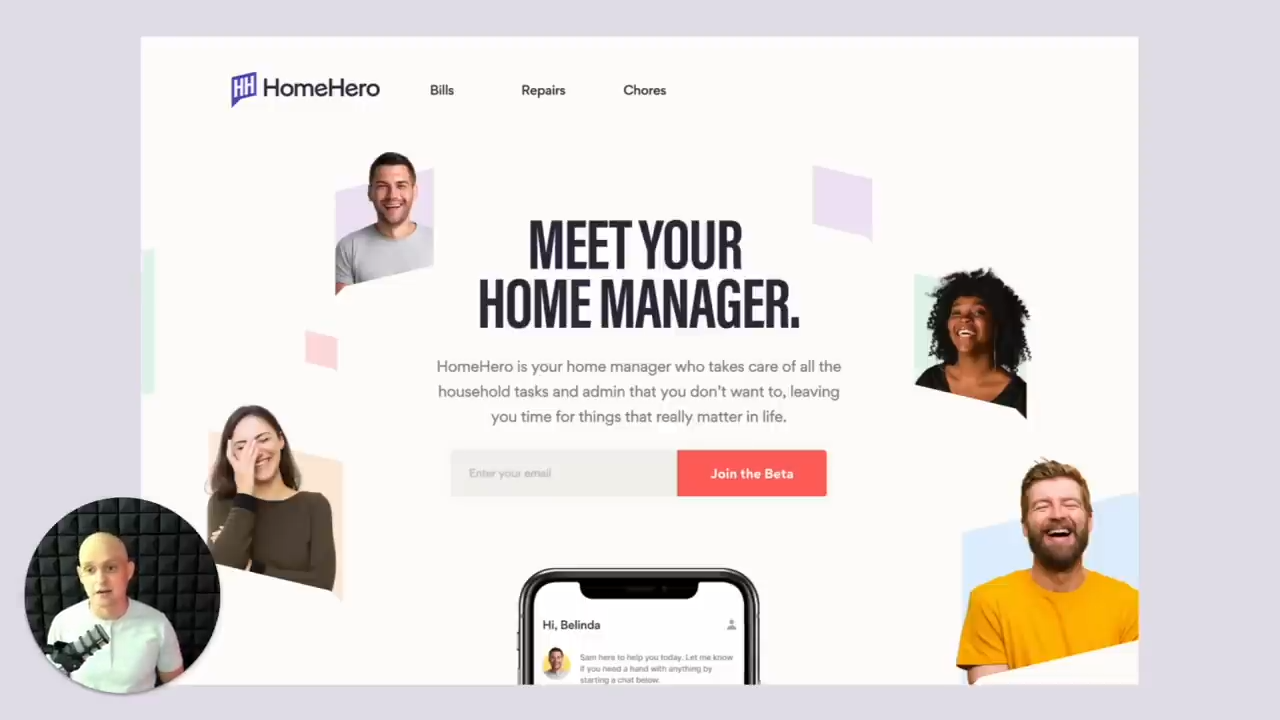 HH HomeHero
Bills
Repairs
Chores
MEET YOUR
HOME MANAGER.
HomeHero is your home manager who takes care of all the
household tasks and admin that you don't want to, leaving
you time for things that really matter in life.
Enter your email
Join the Beta
Hi, Belinda
Sam here to help you today. Let me know
if you need a hand with anything by
starting a chat below.